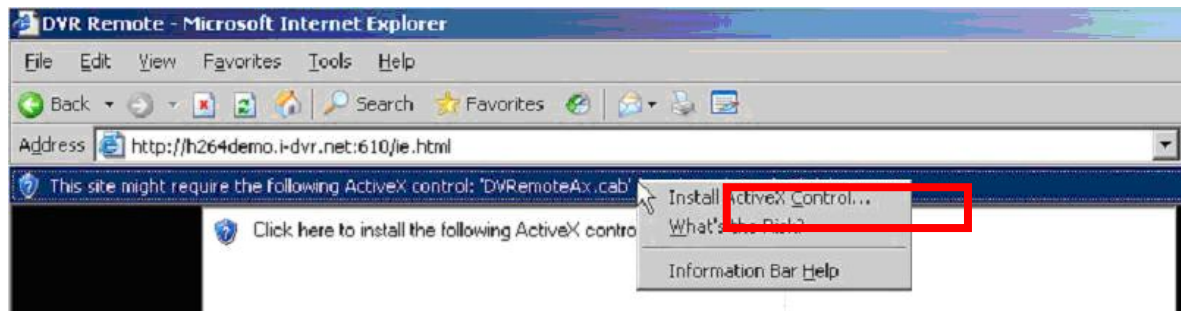 DVR Remote - Microsoft Internet Explorer
File Edit View Favorites Tools Help
Back Search Favorites
Address http://h264demo.i-dvr.net:610/ie.html
This site might require the following ActiveX control: 'DVRemoteAx.cab'
Install ActiveX Control...
Click here to install the following ActiveX contro
What's the Risk?
Information Bar Help